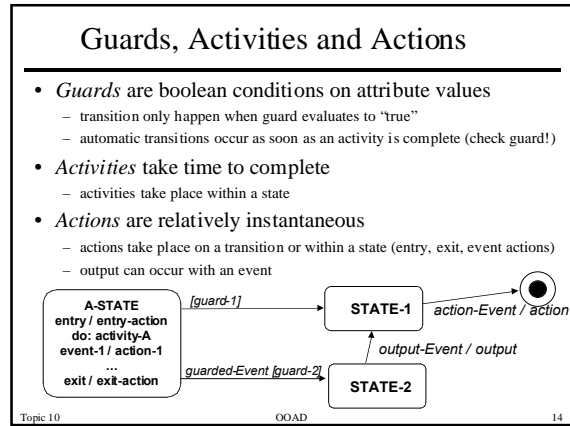 Guards, Activities and Actions
• Guards are boolean conditions on attribute values
– transition only happen when guard evaluates to “true”
– automatic transitions occur as soon as an activity is complete (check guard!)
• Activities take time to complete
– activities take place within a state
• Actions are relatively instantaneous
– actions take place on a transition or within a state (entry, exit, event actions)
– output can occur with an event
A-STATE
entry / entry-action
do: activity-A
event-1 / action-1
...
exit / exit-action
[guard-1]
guarded-Event [guard-2]
STATE-1
action-Event / action
output-Event / output
STATE-2
Topic 10
OOAD
14